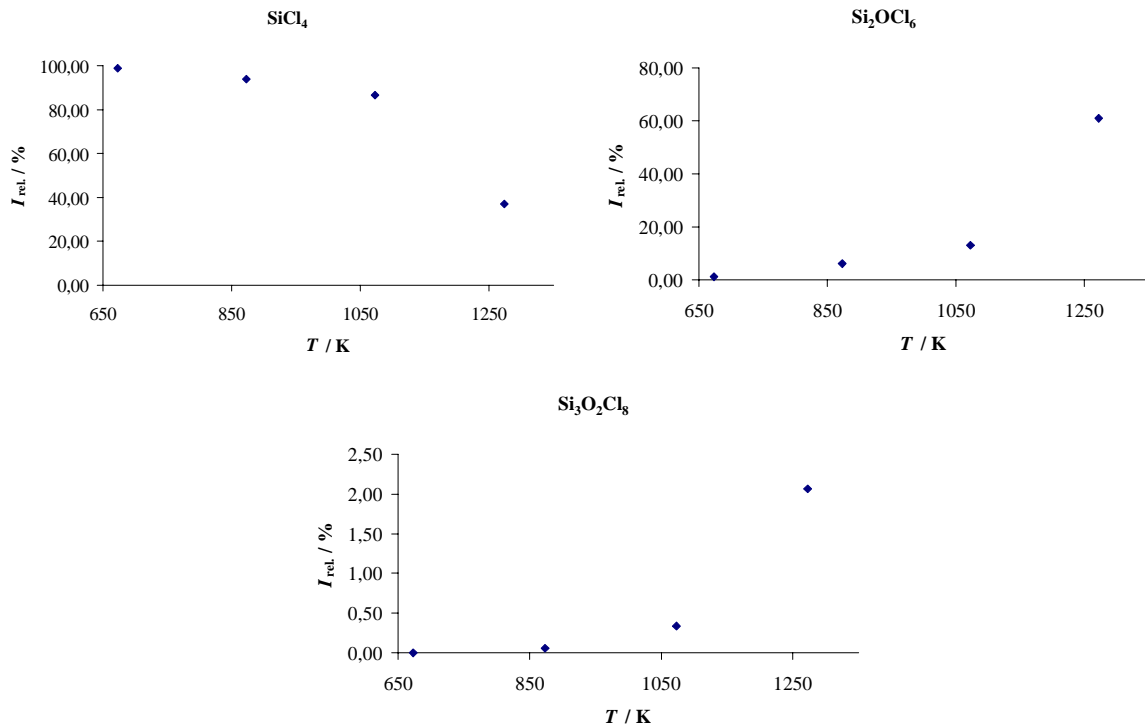 SiCl4
100,00
80,00
60,00
40,00
20,00
0,00
I rel. / %
650 850 1050 1250
T / K
Si2OCl6
80,00
60,00
40,00
20,00
0,00
I rel. / %
650 850 1050 1250
T / K
Si3O2Cl8
2,50
2,00
1,50
1,00
0,50
0,00
I rel. / %
650 850 1050 1250
T / K